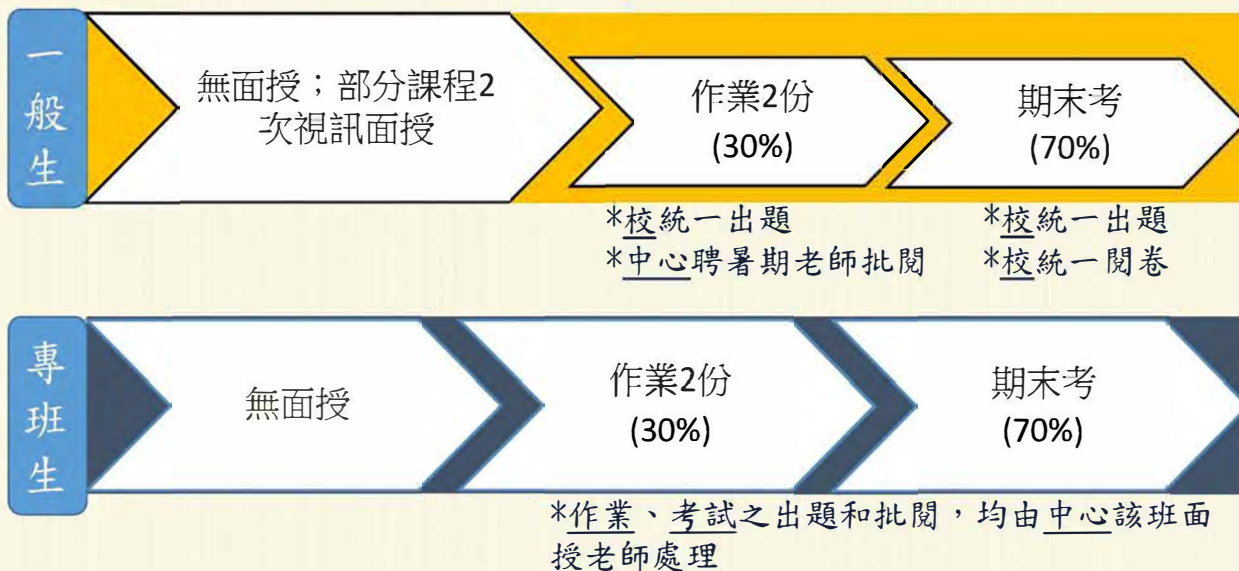 一般生
無面授；部分課程2
次視訊面授
作業2份
(30%)
期末考
(70%)
*校統一出題
*中心聘暑期老師批閱
*校統一出題
*校統一閱卷
專班生
無面授
作業2份
(30%)
期末考
(70%)
*作業、考試之出題和批閱，均由中心該班面
授老師處理